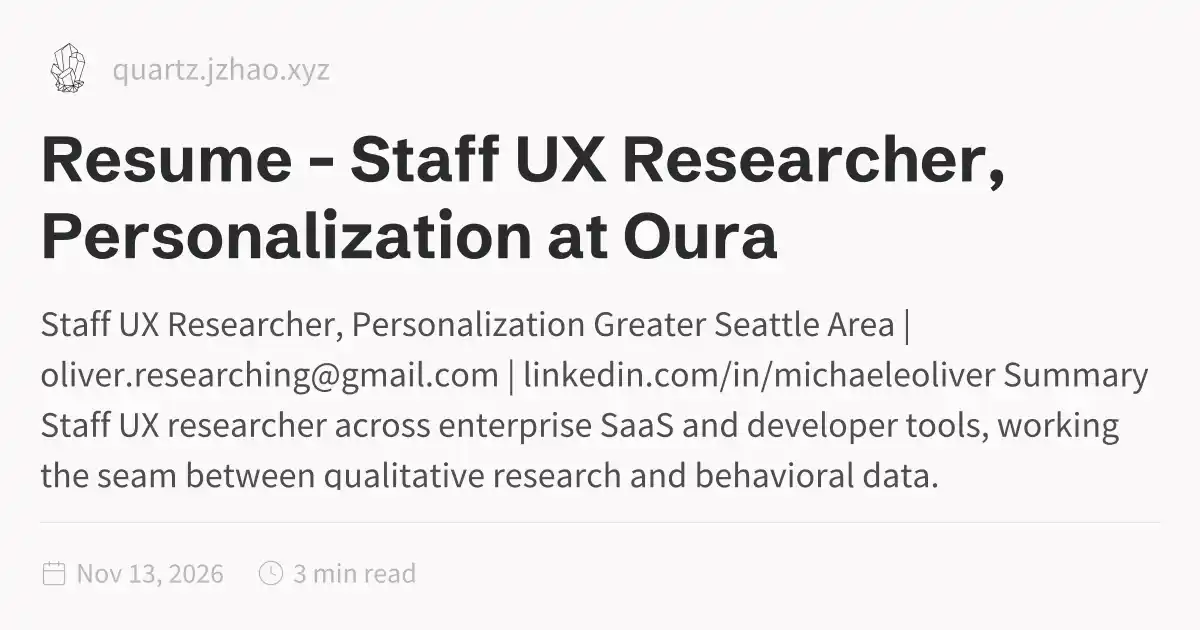 quartz.jzhao.xyz
Resume - Staff UX Researcher,
Personalization at Oura
Staff UX Researcher, Personalization Greater Seattle Area |
oliver.researching@gmail.com | linkedin.com/in/michaeleoliver Summary
Staff UX researcher across enterprise SaaS and developer tools, working
the seam between qualitative research and behavioral data.
Nov 13, 2026
3 min read